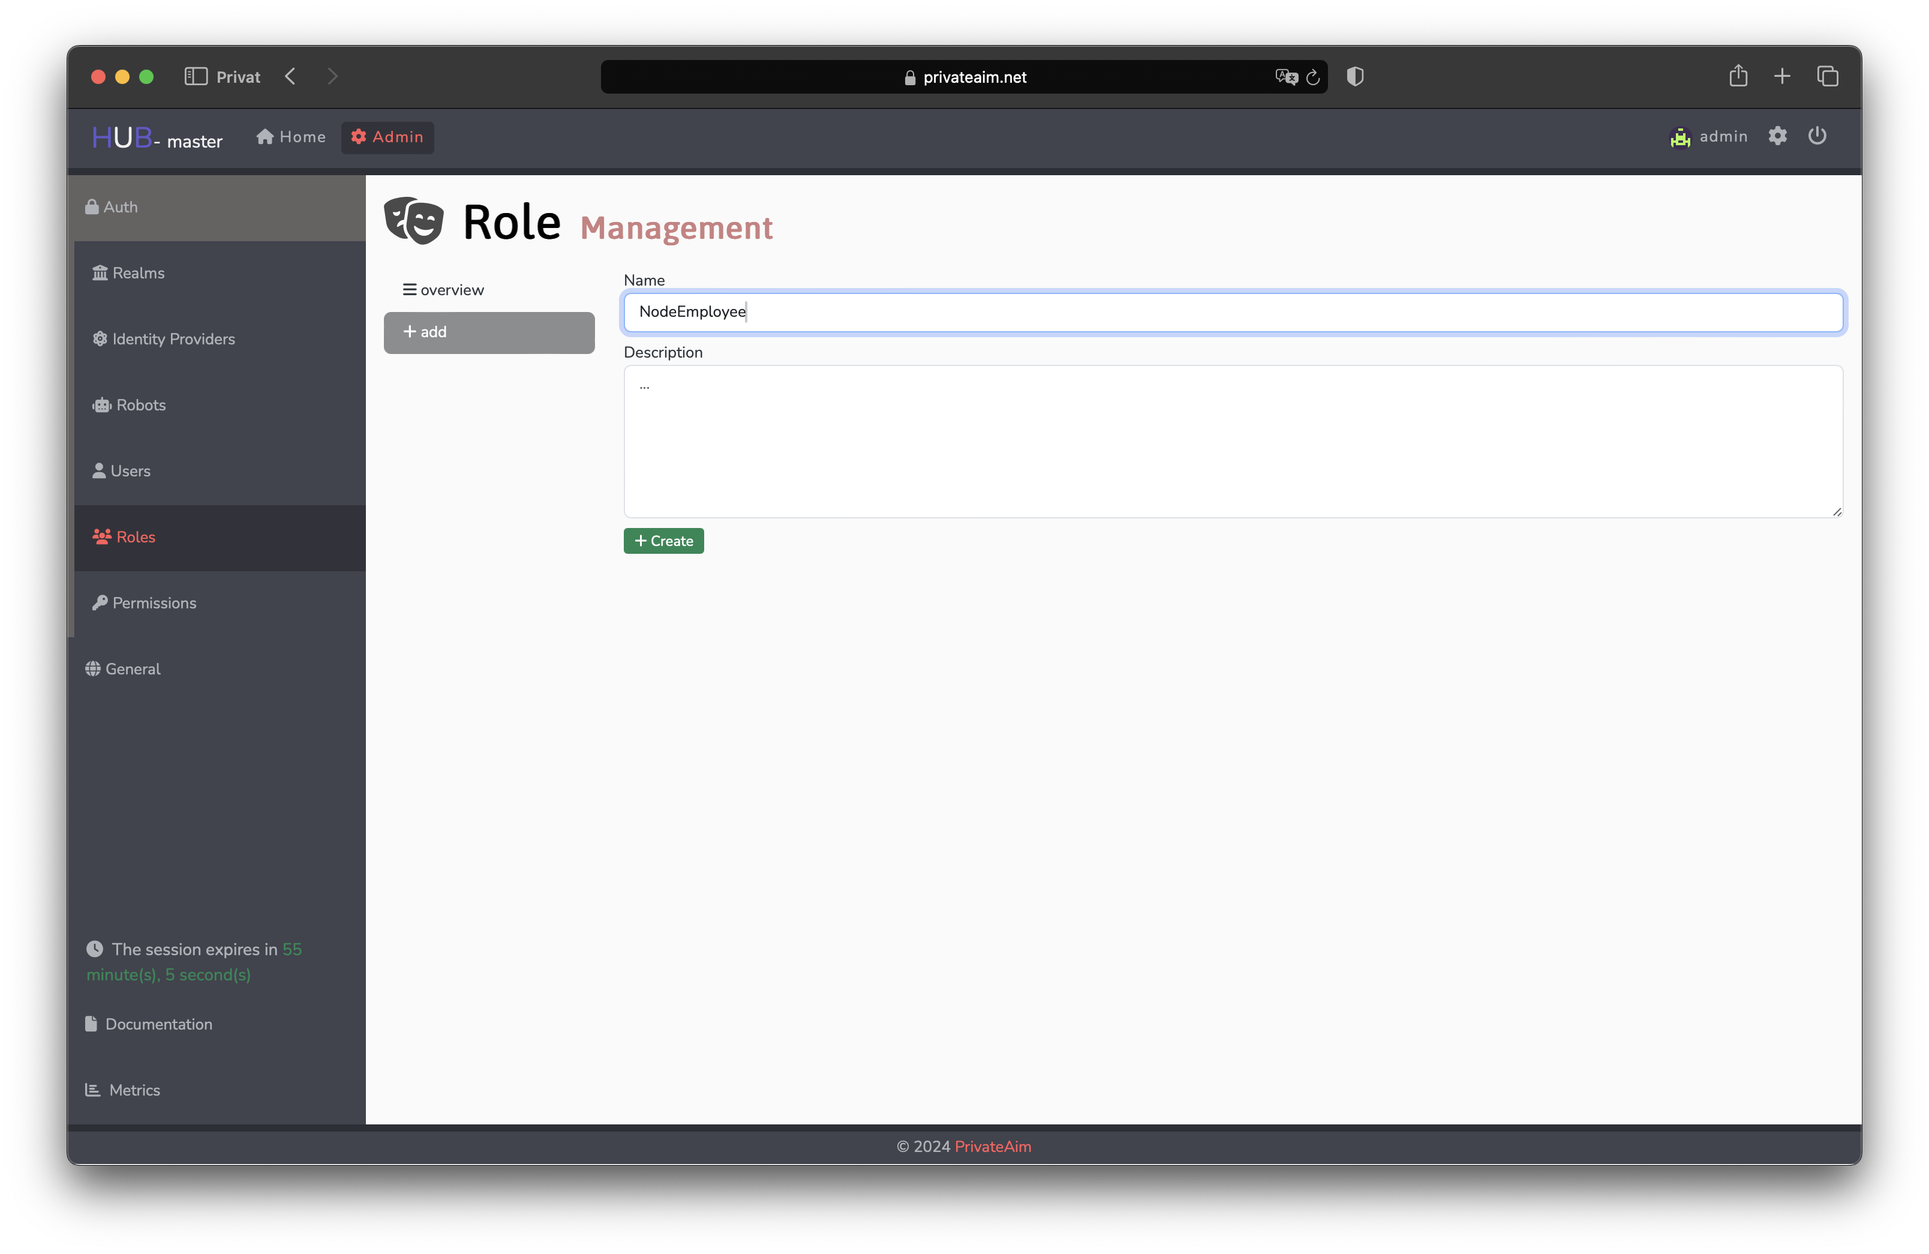 Privat
privateaim.net
HUB- master
Home
Admin
admin
Auth
Realms
Identity Providers
Robots
Users
Roles
Permissions
General
The session expires in 55
minute(s), 5 second(s)
Documentation
Metrics
Role Management
overview
+ add
Name
NodeEmployee
Description
...
+ Create
© 2024 PrivateAim